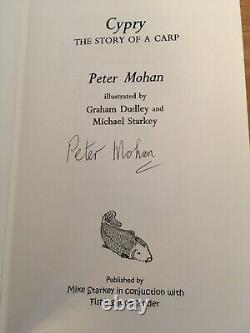 Cypry
THE STORY OF A CARP
Peter Mohan
illustrated by
Graham Dudley and
Michael Starkey
Peter Mohan
Published by
Mike Starkey in conjuction with